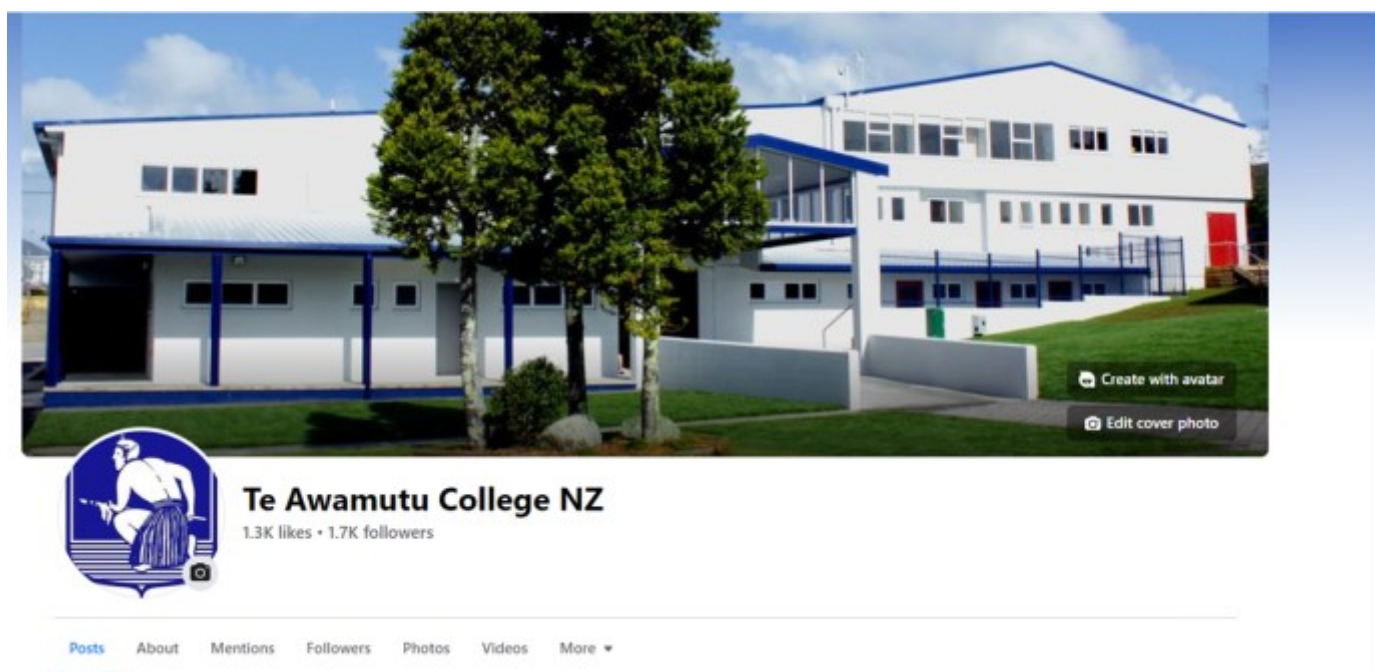 Create with avatar
Edit cover photo
Te Awamutu College NZ
1.3K likes • 1.7K followers
Posts About Mentions Followers Photos Videos More